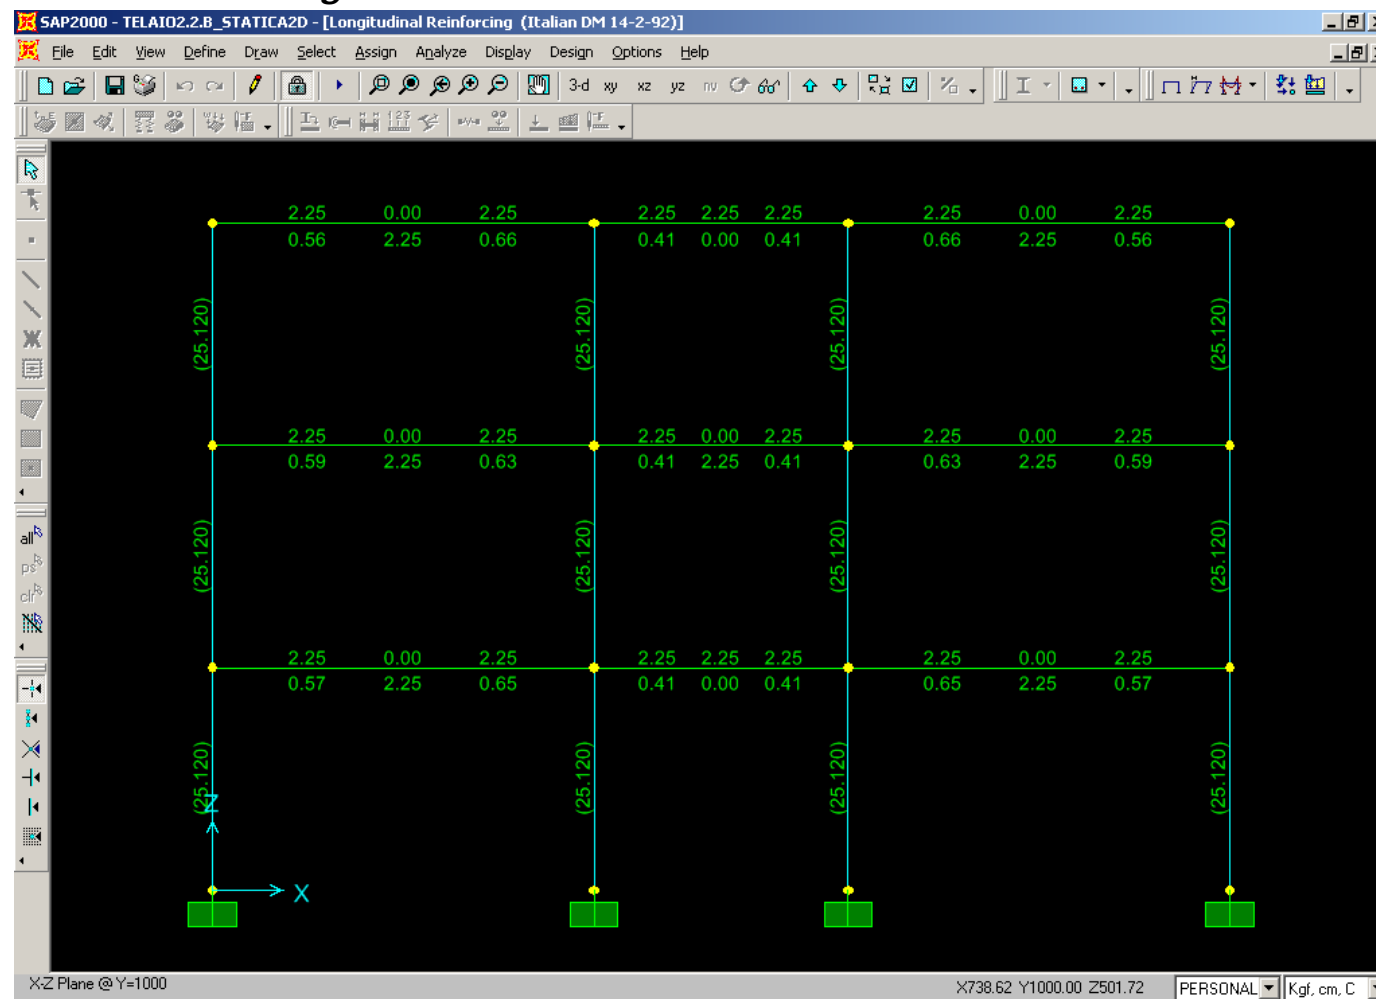 SAP2000 - TELAIO2.2.B_STATICA2D - [Longitudinal Reinforcing (Italian DM 14-2-92)]
File Edit View Define Draw Select Assign Analyze Display Design Options Help
3-d xy xz yz nv
2.25 0.00 2.25 2.25 2.25 2.25 2.25 0.00 2.25
0.56 2.25 0.66 0.41 0.00 0.41 0.66 2.25 0.56
(25.120) (25.120) (25.120) (25.120)
2.25 0.00 2.25 2.25 0.00 2.25 2.25 0.00 2.25
0.59 2.25 0.63 0.41 2.25 0.41 0.63 2.25 0.59
all
ps
clr
(25.120) (25.120) (25.120) (25.120)
2.25 0.00 2.25 2.25 2.25 2.25 2.25 0.00 2.25
0.57 2.25 0.65 0.41 0.00 0.41 0.65 2.25 0.57
(25.120) (25.120) (25.120) (25.120)
Z
X
X-Z Plane @ Y=1000
X738.62 Y1000.00 Z501.72
PERSONAL
Kgf, cm, C